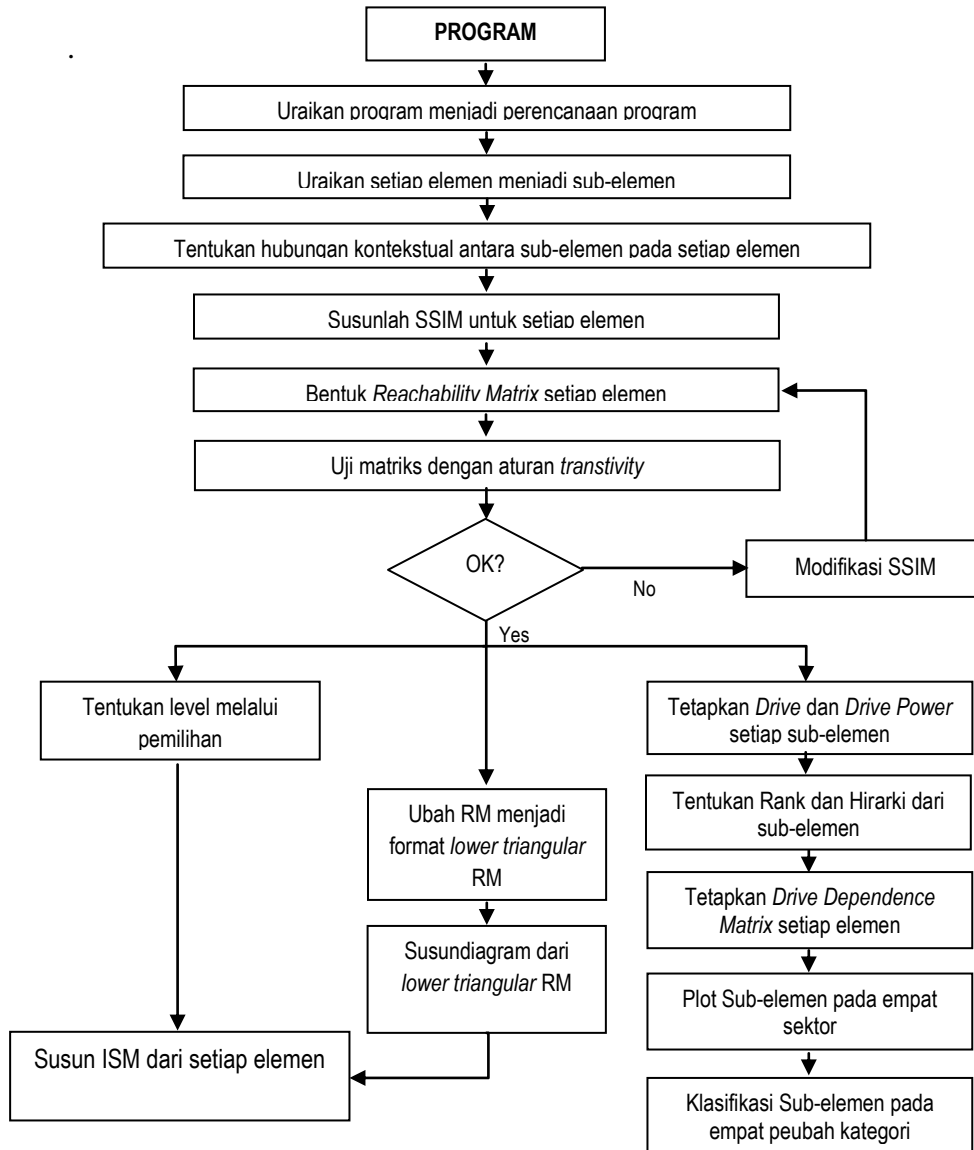 PROGRAM
.
Uraikan program menjadi perencanaan program
Uraikan setiap elemen menjadi sub-elemen
Tentukan hubungan kontekstual antara sub-elemen pada setiap elemen
Susunlah SSIM untuk setiap elemen
Bentuk Reachability Matrix setiap elemen
Uji matriks dengan aturan transtivity
OK?
No
Modifikasi SSIM
Yes
Tentukan level melalui
pemilihan
Ubah RM menjadi
format lower triangular
RM
Susundiagram dari
lower triangular RM
Susun ISM dari setiap elemen
Tetapkan Drive dan Drive Power
setiap sub-elemen
Tentukan Rank dan Hirarki dari
sub-elemen
Tetapkan Drive Dependence
Matrix setiap elemen
Plot Sub-elemen pada empat
sektor
Klasifikasi Sub-elemen pada
empat peubah kategori